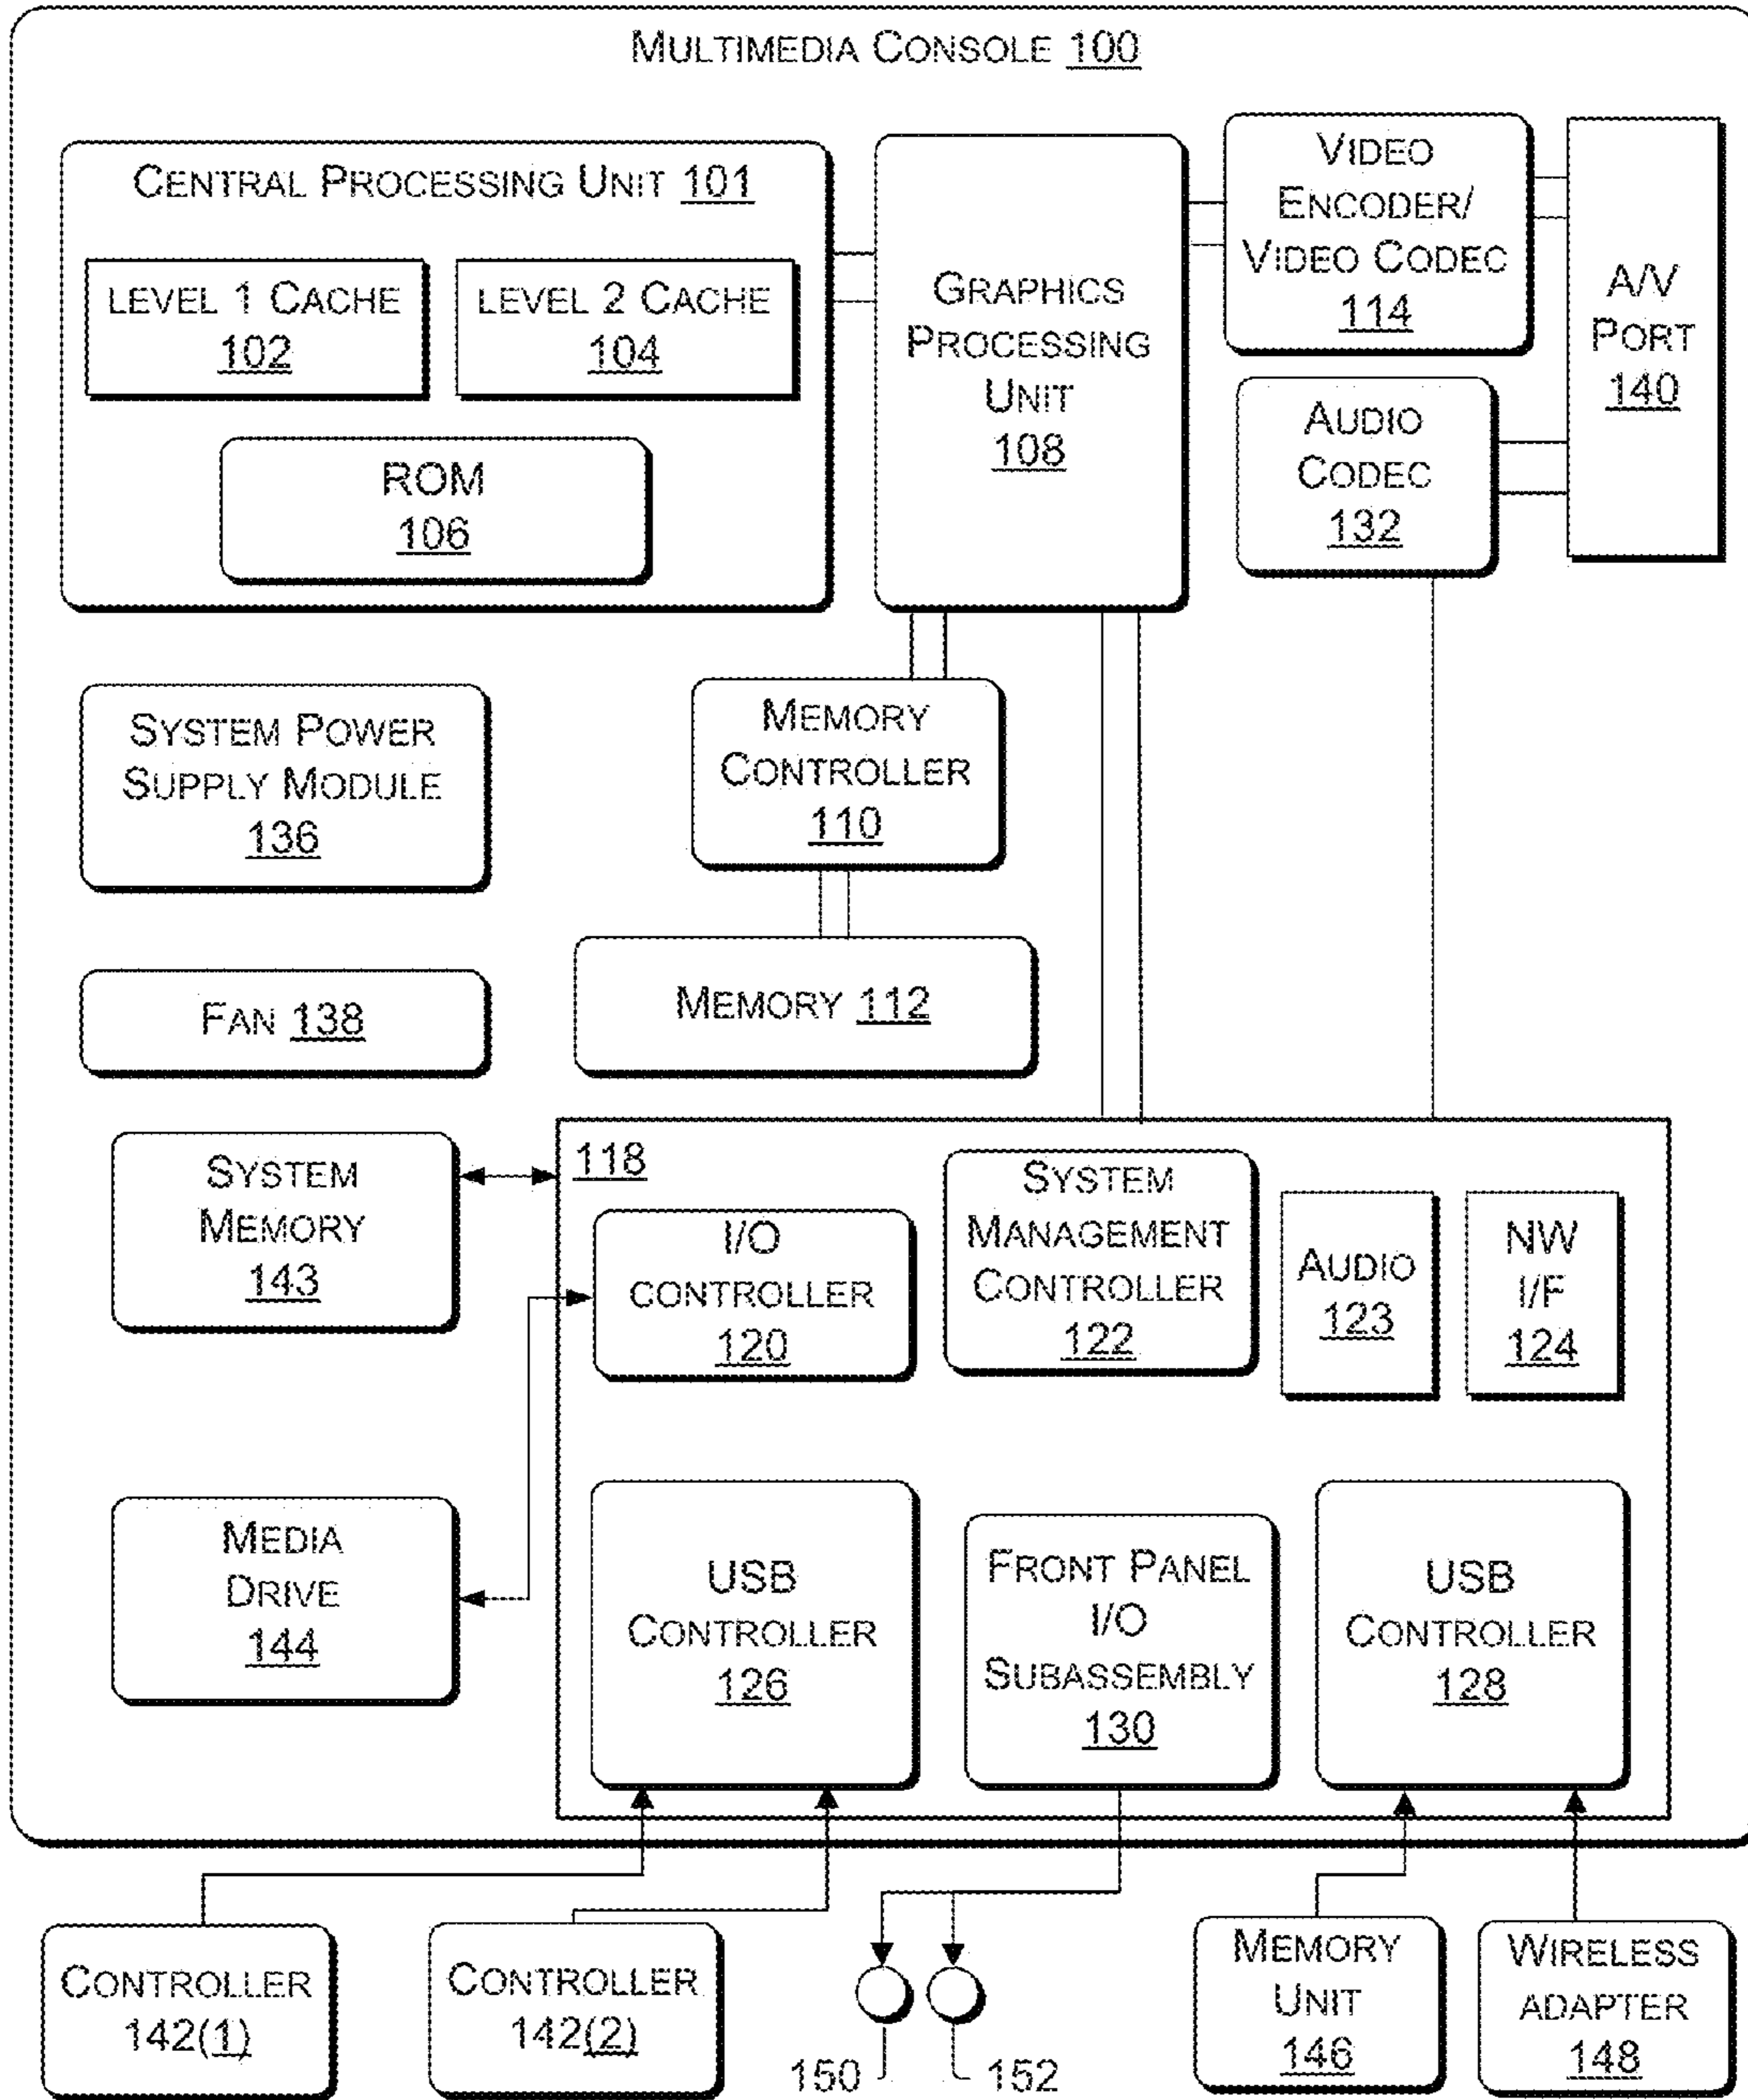 MULTIMEDIA CONSOLE 100
CENTRAL PROCESSING UNIT 101
LEVEL 1 CACHE
102
LEVEL 2 CACHE
104
ROM
106
GRAPHICS
PROCESSING
UNIT
108
VIDEO
ENCODER/
VIDEO CODEC
114
AUDIO
CODEC
132
A/V
PORT
140
SYSTEM POWER
SUPPLY MODULE
136
MEMORY
CONTROLLER
110
FAN 138
MEMORY 112
SYSTEM
MEMORY
143
118
I/O
CONTROLLER
120
SYSTEM
MANAGEMENT
CONTROLLER
122
AUDIO
123
NW
I/F
124
MEDIA
DRIVE
144
USB
CONTROLLER
126
FRONT PANEL
I/O
SUBASSEMBLY
130
USB
CONTROLLER
128
CONTROLLER
142(1)
CONTROLLER
142(2)
150
152
MEMORY
UNIT
146
WIRELESS
ADAPTER
148